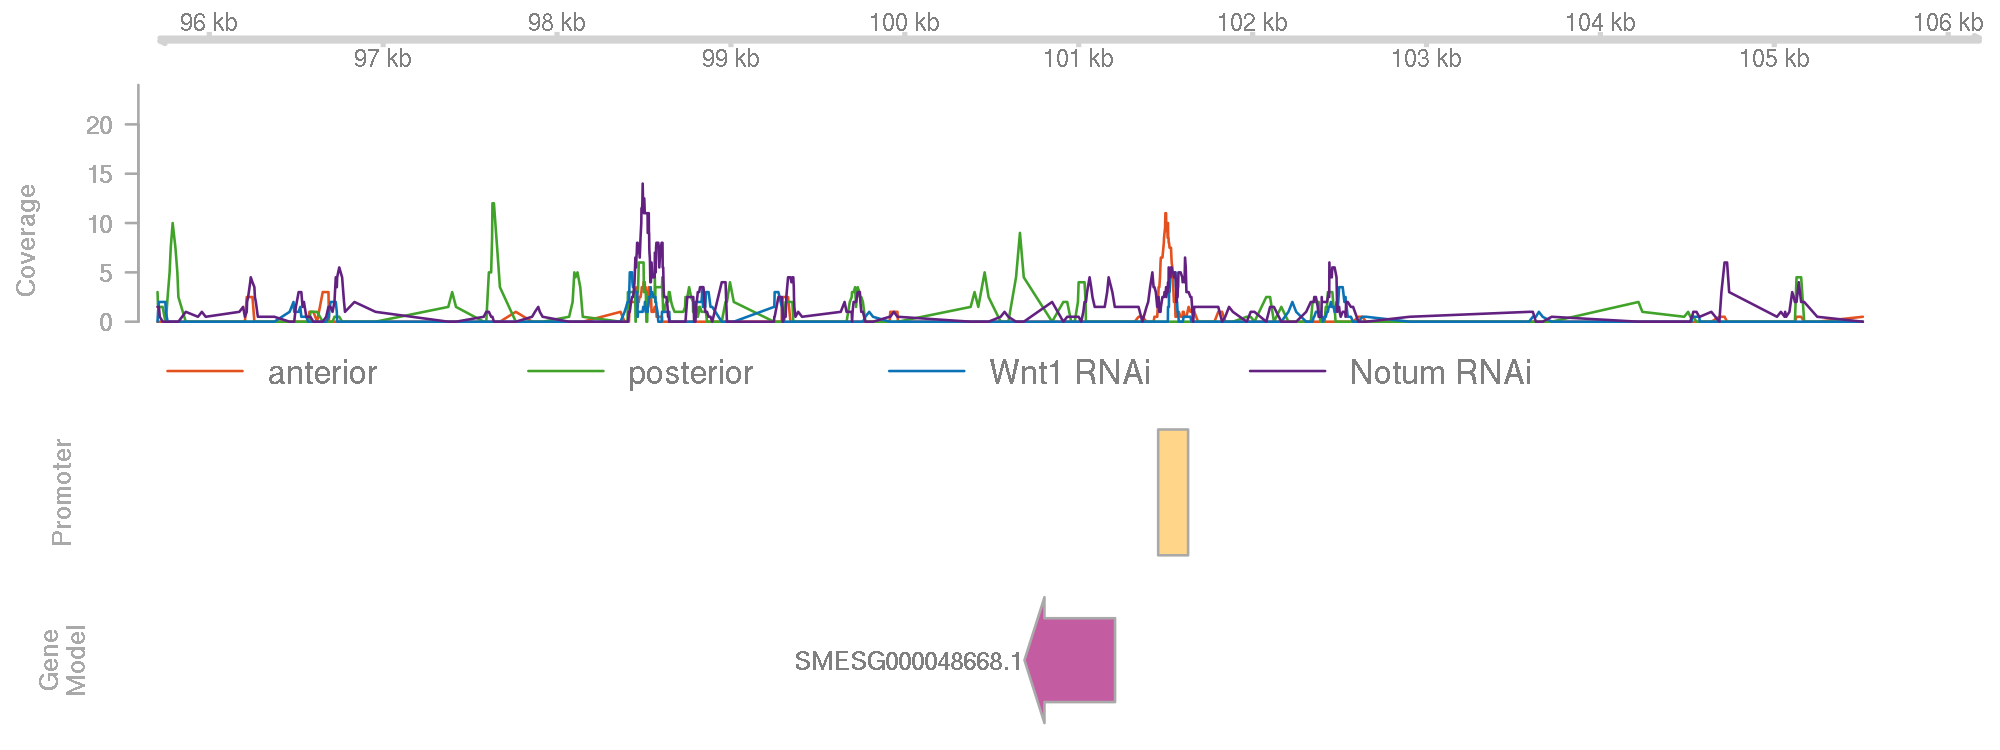 96 kb 98 kb 100 kb 102 kb 104 kb 106 kb
97 kb 99 kb 101 kb 103 kb 105 kb
Coverage
20
15
10
5
0
anterior posterior Wnt1 RNAi Notum RNAi
Promoter
Gene
Model
SMESG000048668.1